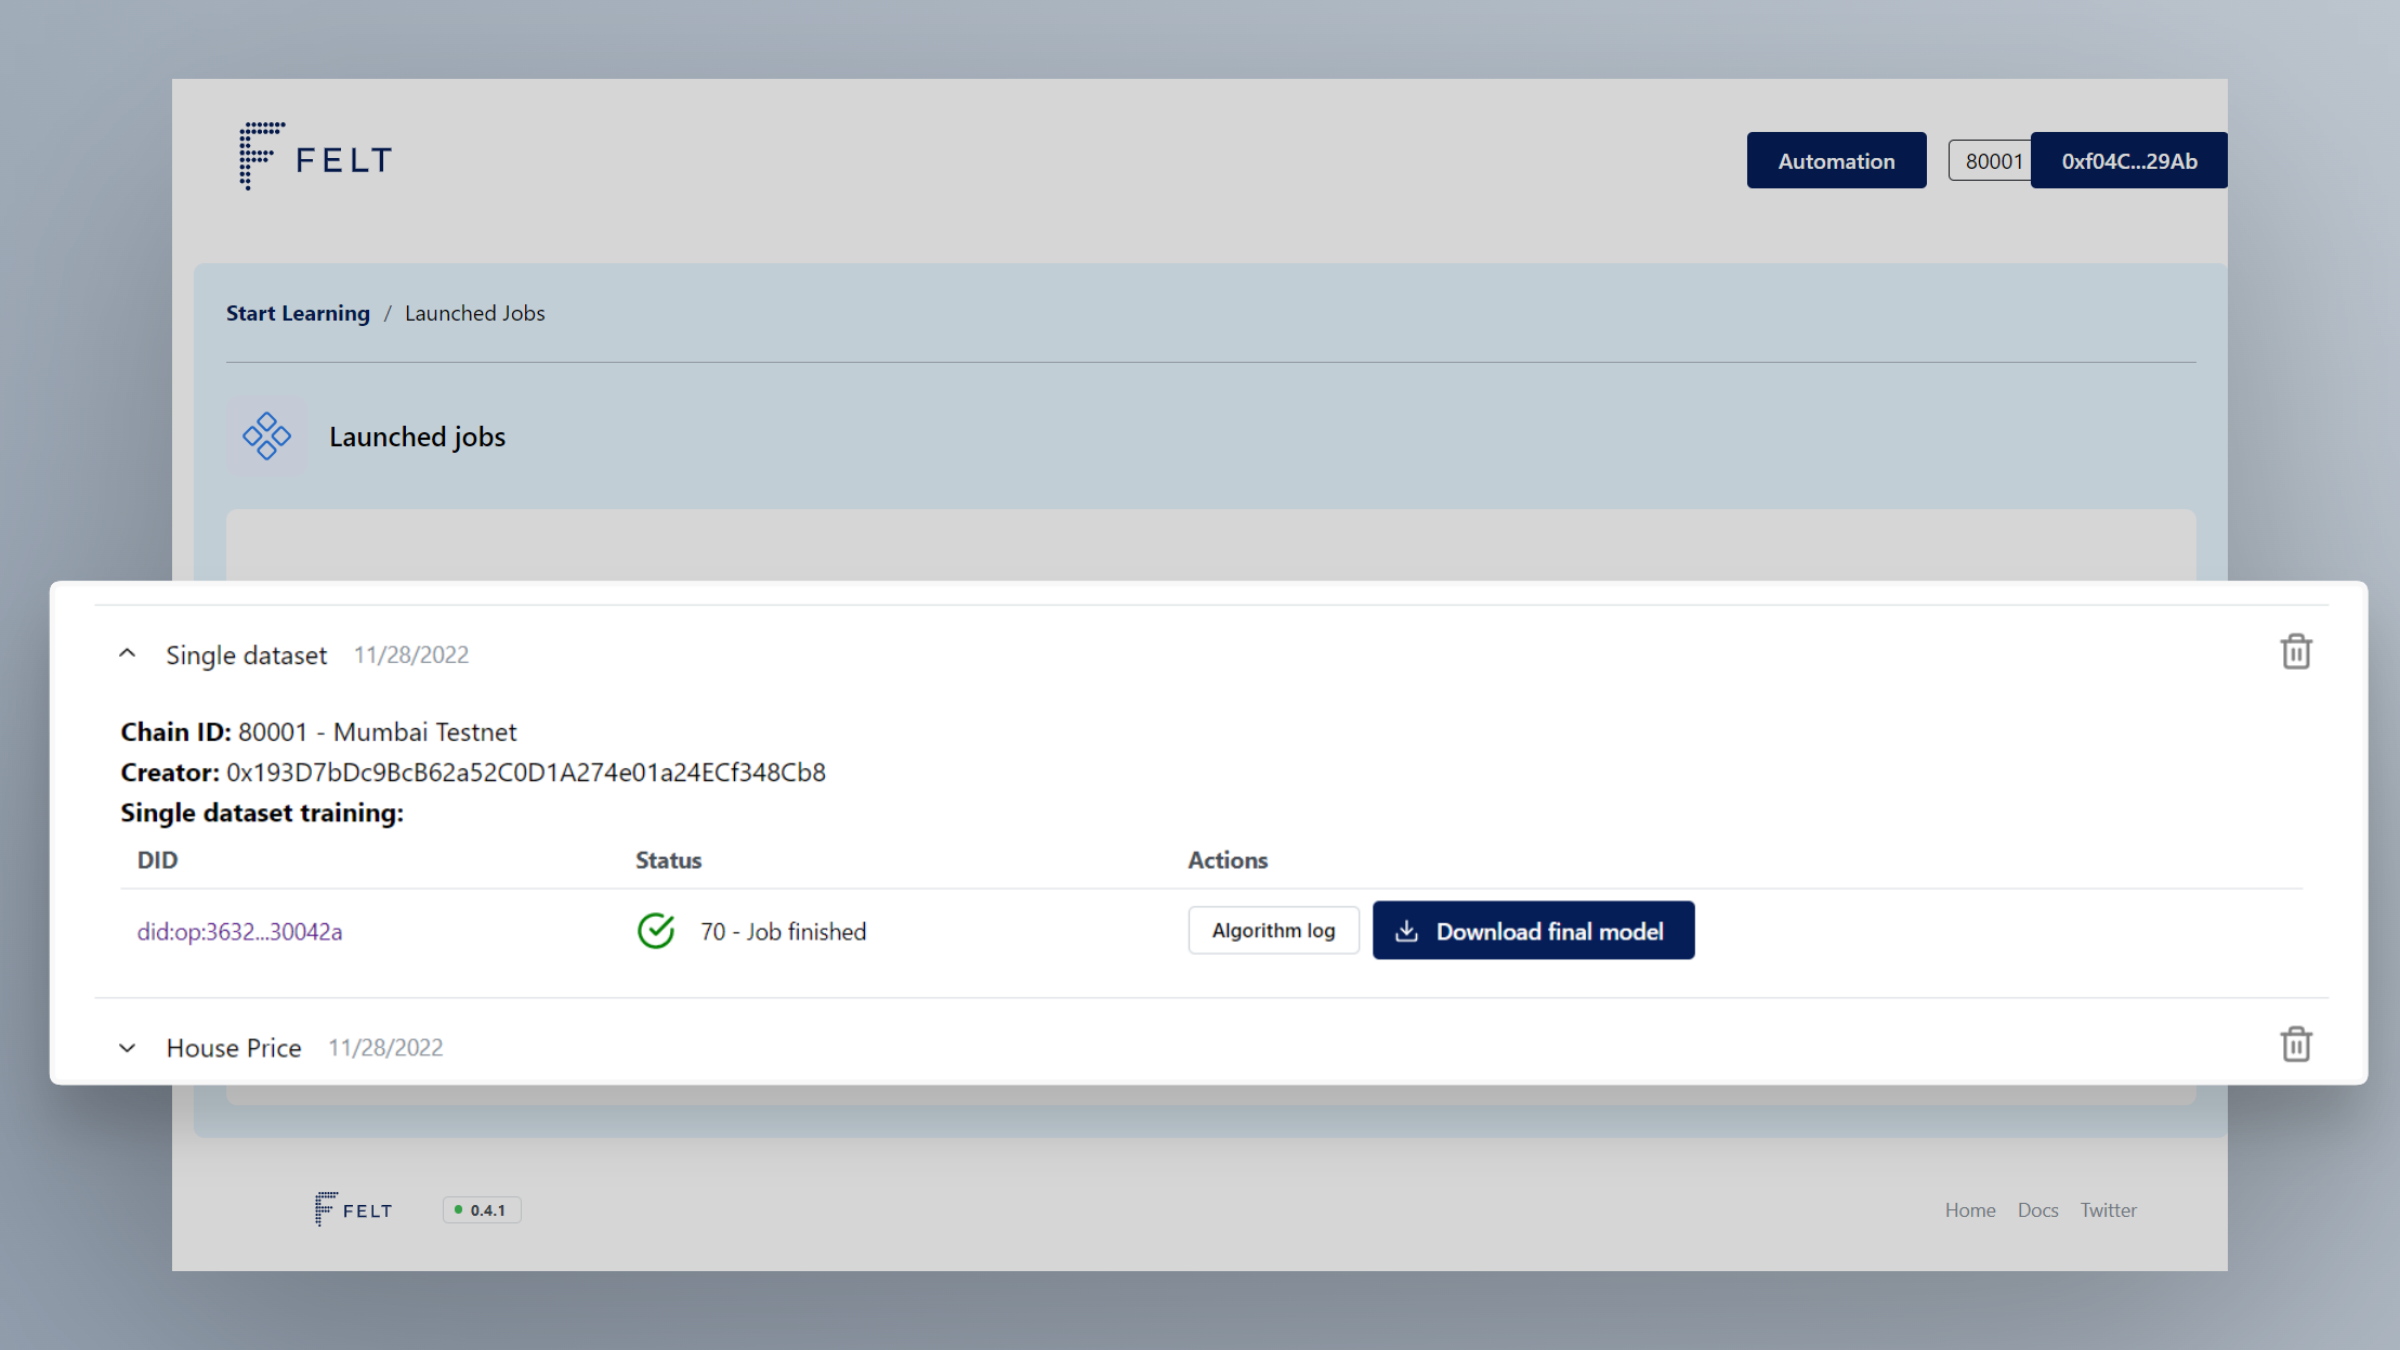 FELT
Automation 80001 0xf04C...29Ab
Start Learning / Launched Jobs
Launched jobs
Single dataset 11/28/2022
Chain ID: 80001 - Mumbai Testnet
Creator: 0x193D7bDc9BcB62a52C0D1A274e01a24ECf348Cb8
Single dataset training:
DID Status Actions
did:op:3632...30042a 70 - Job finished Algorithm log Download final model
House Price 11/28/2022
FELT 0.4.1 Home Docs Twitter